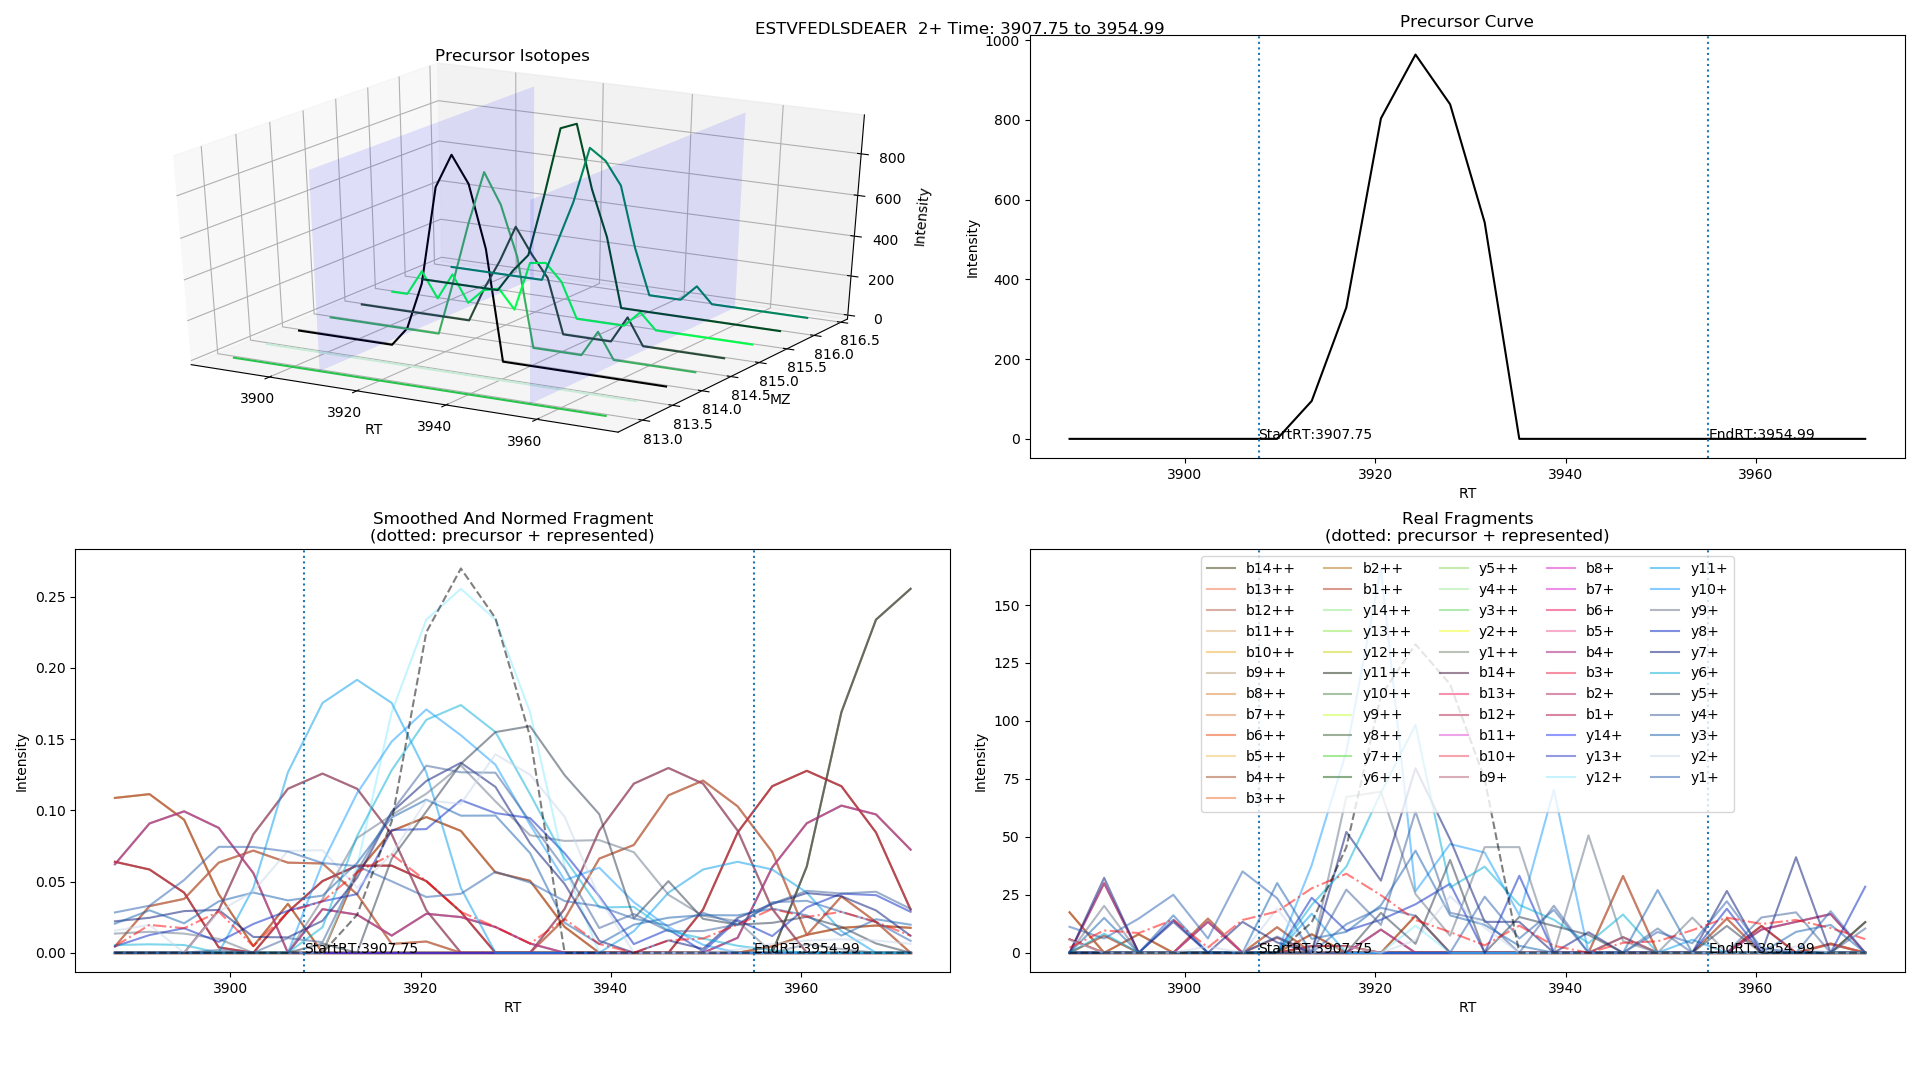 ESTVFEDLSDEAER  2+ Time: 3907.75 to 3954.99
Precursor Isotopes
800
600
400
200
0
Intensity
816.5
816.0
815.5
815.0
814.5
814.0
813.5
813.0
MZ
3900
3920
3940
3960
RT
Precursor Curve
1000
800
600
400
200
0
Intensity
StartRT:3907.75
EndRT:3954.99
3900
3920
3940
3960
RT
Smoothed And Normed Fragment
(dotted: precursor + represented)
0.25
0.20
0.15
0.10
0.05
0.00
Intensity
StartRT:3907.75
EndRT:3954.99
3900
3920
3940
3960
RT
Real Fragments
(dotted: precursor + represented)
150
125
100
75
50
25
0
Intensity
b14++
b13++
b12++
b11++
b10++
b9++
b8++
b7++
b6++
b5++
b4++
b3++
b2++
b1++
y14++
y13++
y12++
y11++
y10++
y9++
y8++
y7++
y6++
y5++
y4++
y3++
y2++
y1++
b14+
b13+
b12+
b11+
b10+
b9+
b8+
b7+
b6+
b5+
b4+
b3+
b2+
b1+
y14+
y13+
y12+
y11+
y10+
y9+
y8+
y7+
y6+
y5+
y4+
y3+
y2+
y1+
StartRT:3907.75
EndRT:3954.99
3900
3920
3940
3960
RT